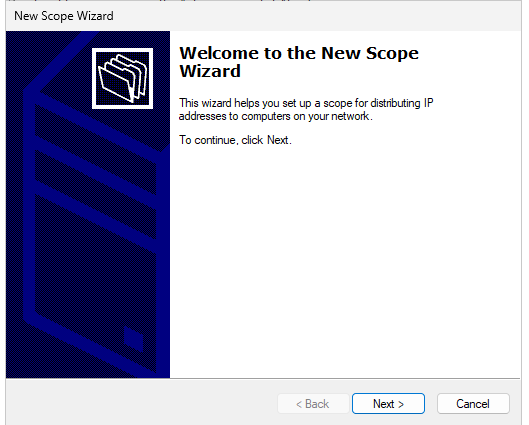 New Scope Wizard
Welcome to the New Scope
Wizard
This wizard helps you set up a scope for distributing IP
addresses to computers on your network.
To continue, click Next.
< Back
Next >
Cancel